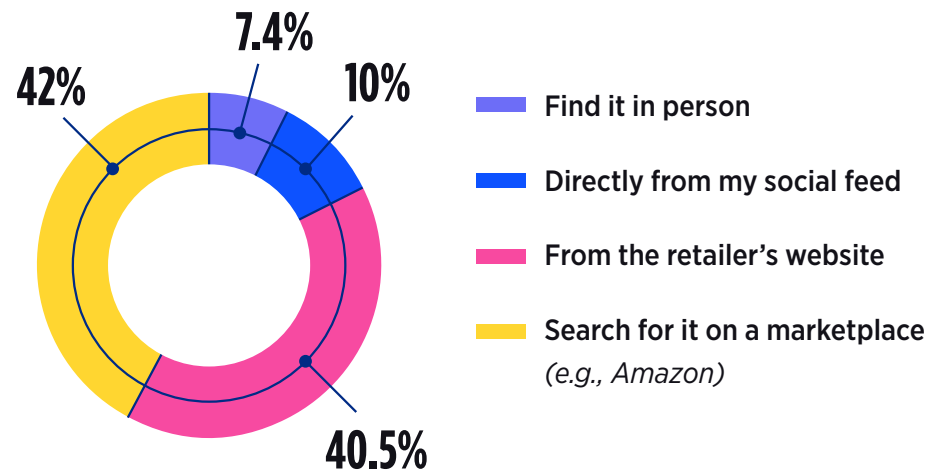 7.4%
42%
10%
40.5%
Find it in person
Directly from my social feed
From the retailer’s website
Search for it on a marketplace
(e.g., Amazon)